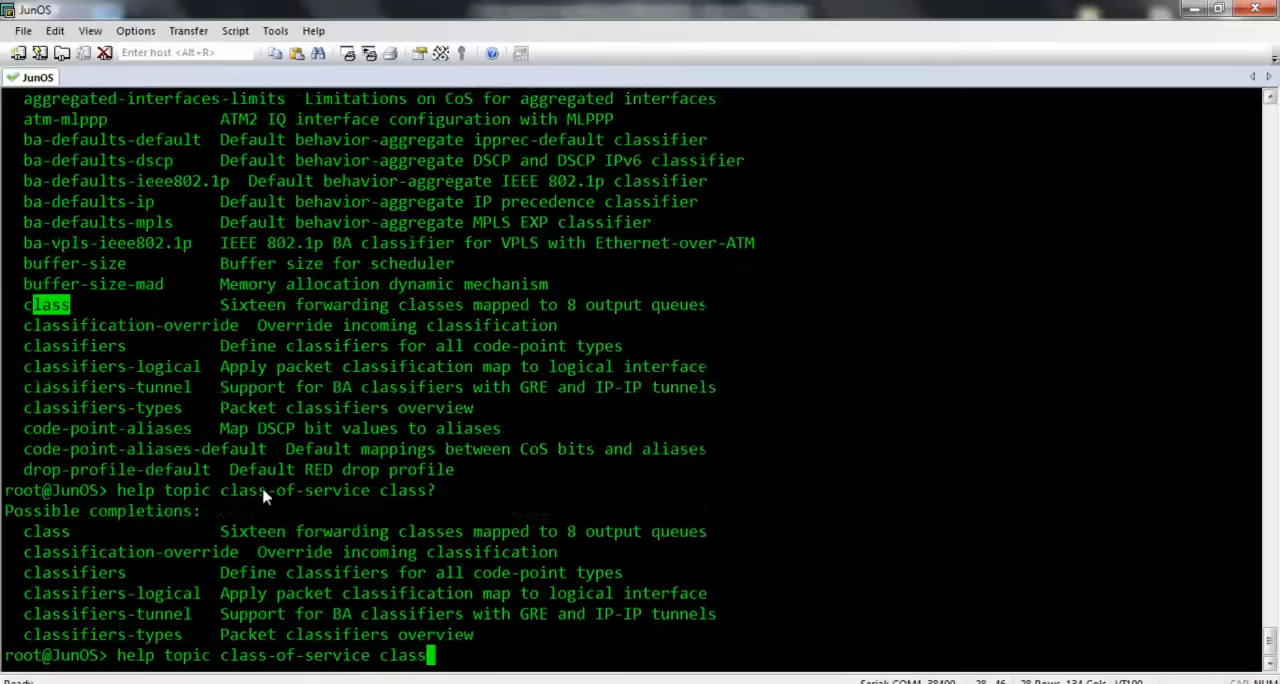 JunOS
File Edit View Options Transfer Script Tools Help
Enter host <Alt+R>
JunOS
aggregated-interfaces-limits Limitations on CoS for aggregated interfaces
atm-mlppp ATM2 IQ interface configuration with MLPPP
ba-defaults-default Default behavior-aggregate ipprec-default classifier
ba-defaults-dscp Default behavior-aggregate DSCP and DSCP IPv6 classifier
ba-defaults-ieee802.1p Default behavior-aggregate IEEE 802.1p classifier
ba-defaults-ip Default behavior-aggregate IP precedence classifier
ba-defaults-mpls Default behavior-aggregate MPLS EXP classifier
ba-vpls-ieee802.1p IEEE 802.1p BA classifier for VPLS with Ethernet-over-ATM
buffer-size Buffer size for scheduler
buffer-size-mad Memory allocation dynamic mechanism
class Sixteen forwarding classes mapped to 8 output queues
classification-override Override incoming classification
classifiers Define classifiers for all code-point types
classifiers-logical Apply packet classification map to logical interface
classifiers-tunnel Support for BA classifiers with GRE and IP-IP tunnels
classifiers-types Packet classifiers overview
code-point-aliases Map DSCP bit values to aliases
code-point-aliases-default Default mappings between CoS bits and aliases
drop-profile-default Default RED drop profile
root@JunOS> help topic class-of-service class?
Possible completions:
class Sixteen forwarding classes mapped to 8 output queues
classification-override Override incoming classification
classifiers Define classifiers for all code-point types
classifiers-logical Apply packet classification map to logical interface
classifiers-tunnel Support for BA classifiers with GRE and IP-IP tunnels
classifiers-types Packet classifiers overview
root@JunOS> help topic class-of-service class